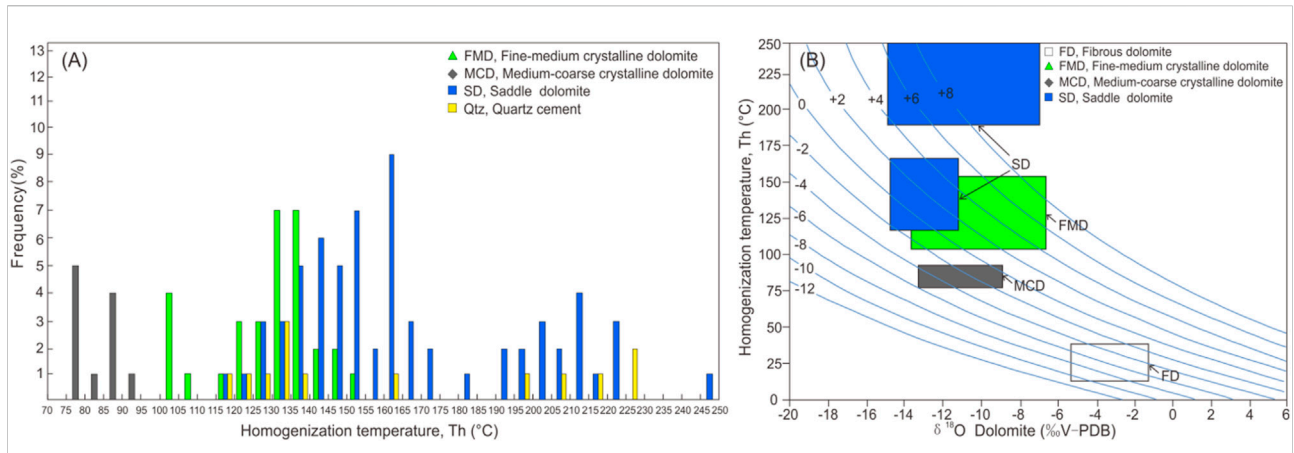 (A)
FMD, Fine-medium crystalline dolomite
MCD, Medium-coarse crystalline dolomite
SD, Saddle dolomite
Qtz, Quartz cement
Frequency(%)
13
12
11
10
9
8
7
6
5
4
3
2
1
70 75 80 85 90 95 100 105 110 115 120 125 130 135 140 145 150 155 160 165 170 175 180 185 190 195 200 205 210 215 220 225 230 235 240 245 250
Homogenization temperature, Th (°C)
(B)
FD, Fibrous dolomite
FMD, Fine-medium crystalline dolomite
MCD, Medium-coarse crystalline dolomite
SD, Saddle dolomite
Homogenization temperature, Th (°C)
250
225
200
175
150
125
100
75
50
25
0
0 +2 +4 +6 +8
-2
-4
-6
-8
-10
-12
SD
FMD
MCD
FD
-20 -18 -16 -14 -12 -10 -8 -6 -4 -2 0 2 4 6
δ 18O Dolomite (‰V-PDB)